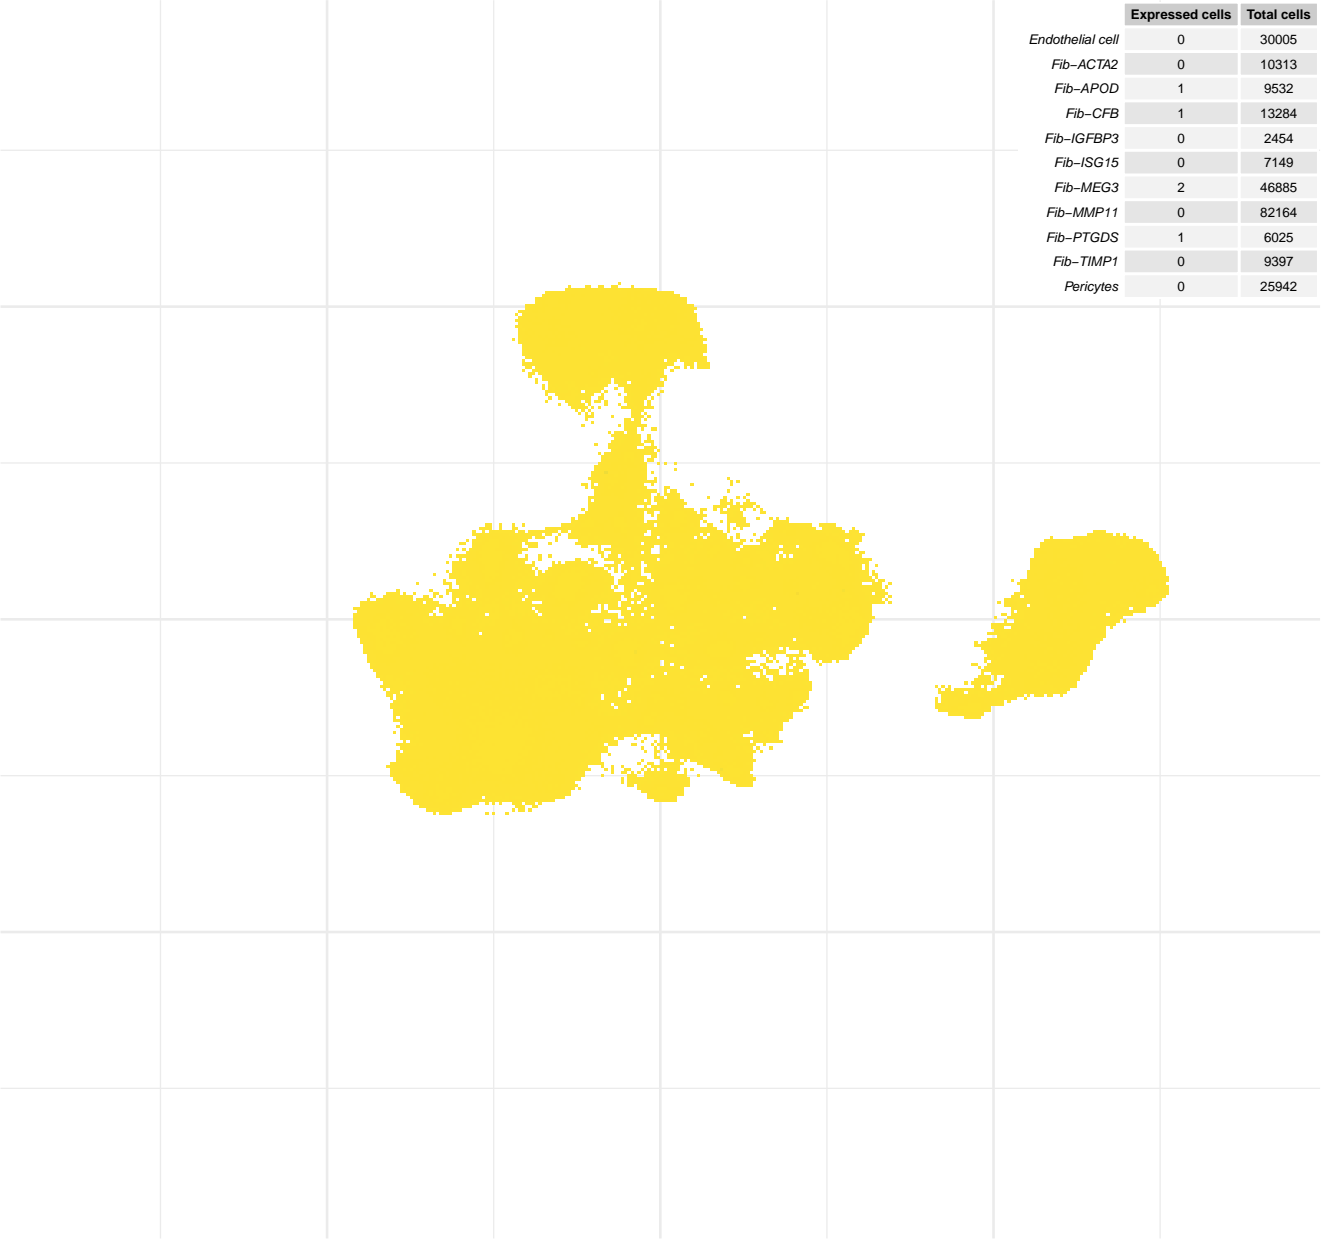 Expressed cells Total cells
Endothelial cell 0 30005
Fib−ACTA2 0 10313
Fib−APOD 1 9532
Fib−CFB 1 13284
Fib−IGFBP3 0 2454
Fib−ISG15 0 7149
Fib−MEG3 2 46885
Fib−MMP11 0 82164
Fib−PTGDS 1 6025
Fib−TIMP1 0 9397
Pericytes 0 25942